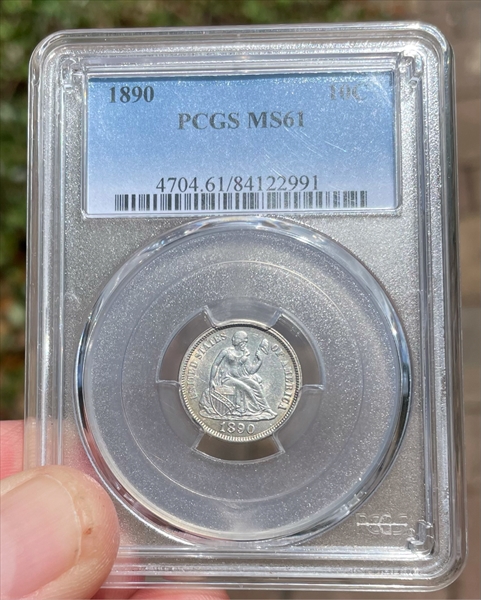 1890 10C
PCGS MS61
4704.61/84122991
UNITED STATES OF AMERICA
1890
PCGS